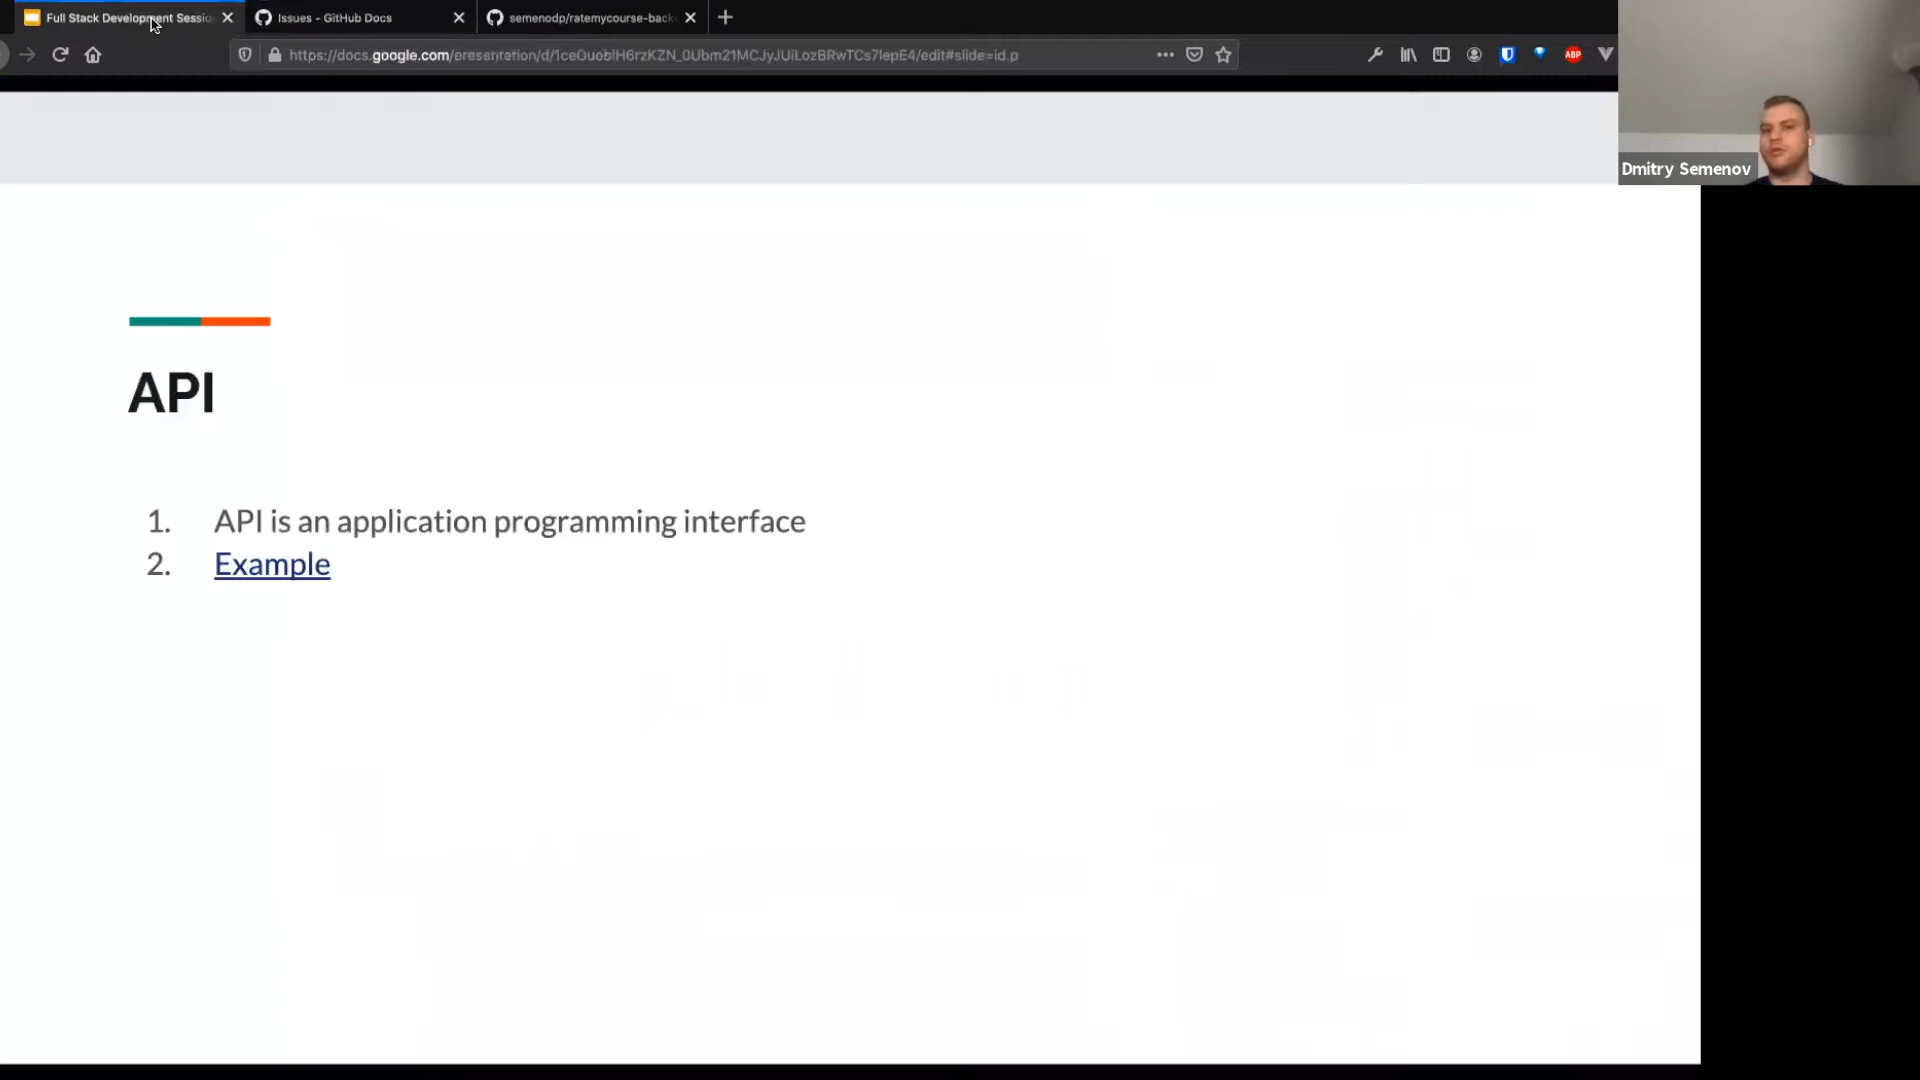 Full Stack Development Sessio
Issues - GitHub Docs
semenodp/ratemycourse-back
Dmitry Semenov
API
1. API is an application programming interface
2. Example